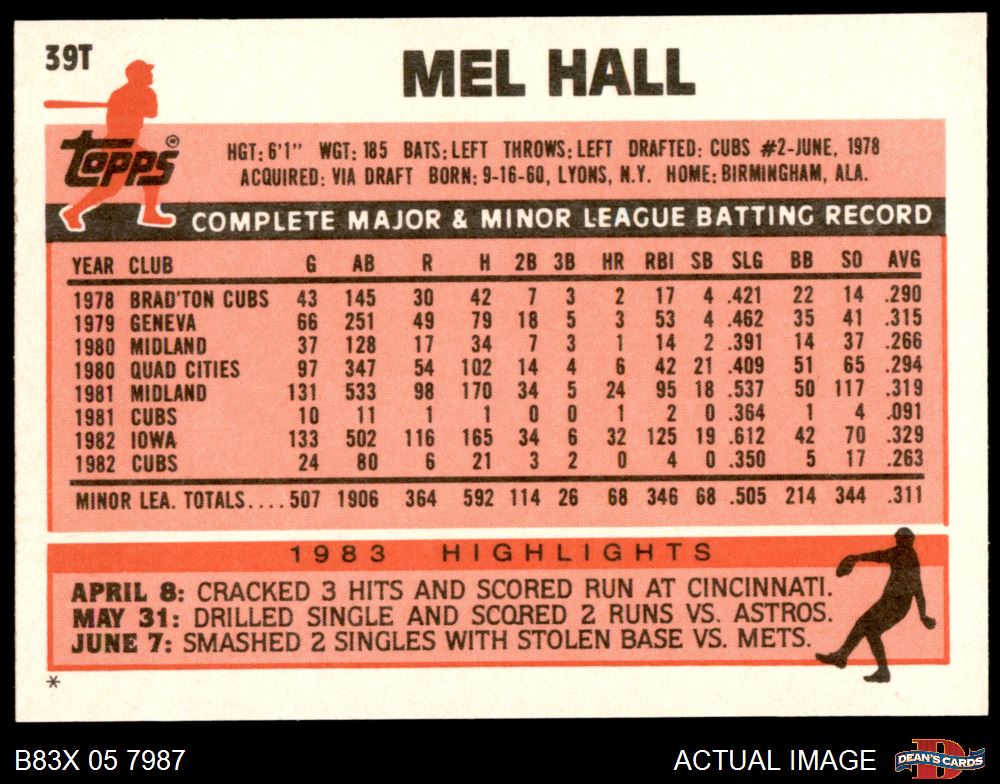 39T
MEL HALL
Topps®
HGT: 6'1" WGT: 185 BATS: LEFT THROWS: LEFT DRAFTED: CUBS #2-JUNE, 1978
ACQUIRED: VIA DRAFT BORN: 9-16-60, LYONS, N.Y. HOME: BIRMINGHAM, ALA.
COMPLETE MAJOR & MINOR LEAGUE BATTING RECORD
YEAR CLUB G AB R H 2B 3B HR RBI SB SLG BB SO AVG
1978 BRAD'TON CUBS 43 145 30 42 7 3 2 17 4 .421 22 14 .290
1979 GENEVA 66 251 49 79 18 5 3 53 4 .462 35 41 .315
1980 MIDLAND 37 128 17 34 7 3 1 14 2 .391 14 37 .266
1980 QUAD CITIES 97 347 54 102 14 4 6 42 21 .409 51 65 .294
1981 MIDLAND 131 533 98 170 34 5 24 95 18 .537 50 117 .319
1981 CUBS 10 11 1 1 0 0 1 2 0 .364 1 4 .091
1982 IOWA 133 502 116 165 34 6 32 125 19 .612 42 70 .329
1982 CUBS 24 80 6 21 3 2 0 4 0 .350 5 17 .263
MINOR LEA. TOTALS.... 507 1906 364 592 114 26 68 346 68 .505 214 344 .311
1983 HIGHLIGHTS
APRIL 8: CRACKED 3 HITS AND SCORED RUN AT CINCINNATI.
MAY 31: DRILLED SINGLE AND SCORED 2 RUNS VS. ASTROS.
JUNE 7: SMASHED 2 SINGLES WITH STOLEN BASE VS. METS.
*
B83X 05 7987 ACTUAL IMAGE D DEAN'S CARDS